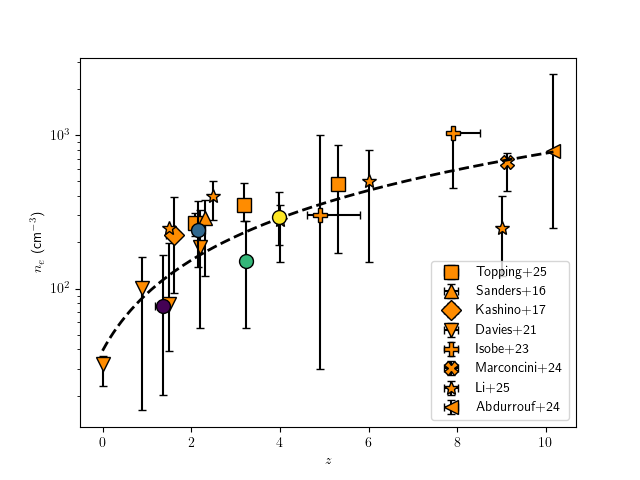 10^3
10^2
n_e (cm^−3)
0 2 4 6 8 10
z
Topping+25
Sanders+16
Kashino+17
Davies+21
Isobe+23
Marconcini+24
Li+25
Abdurrouf+24